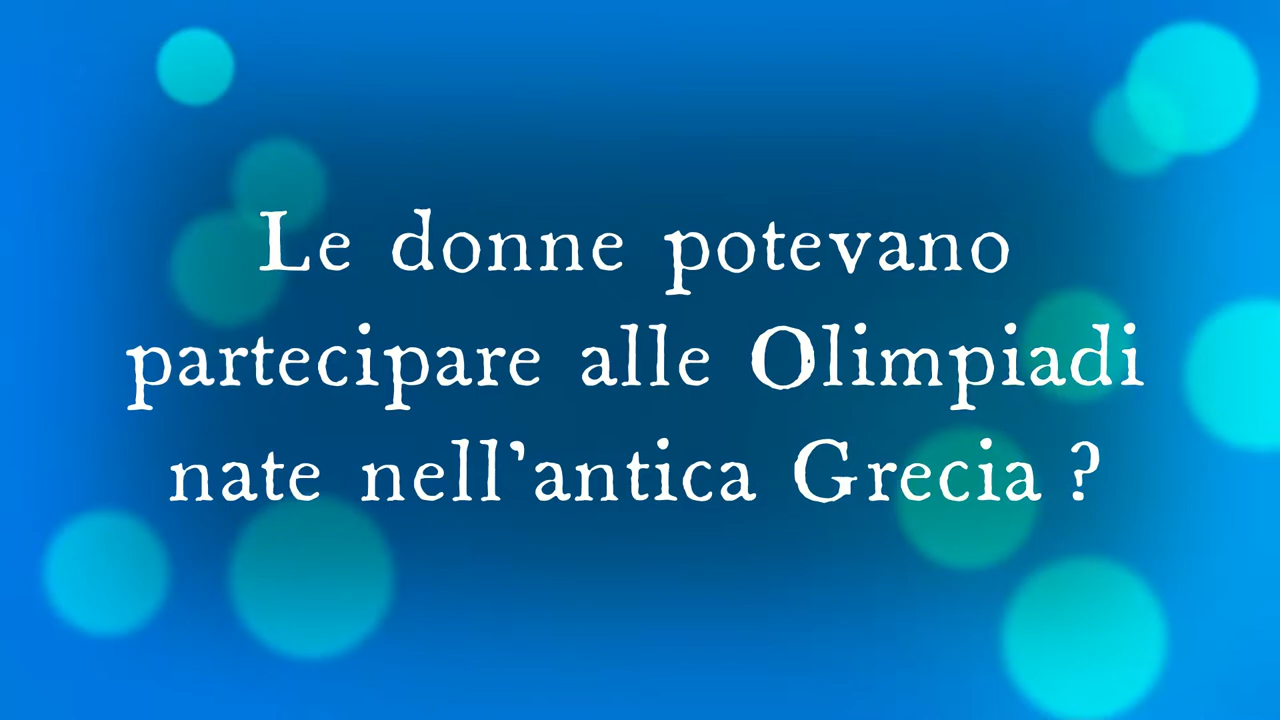 Le donne potevano
partecipare alle Olimpiadi
nate nell'antica Grecia ?